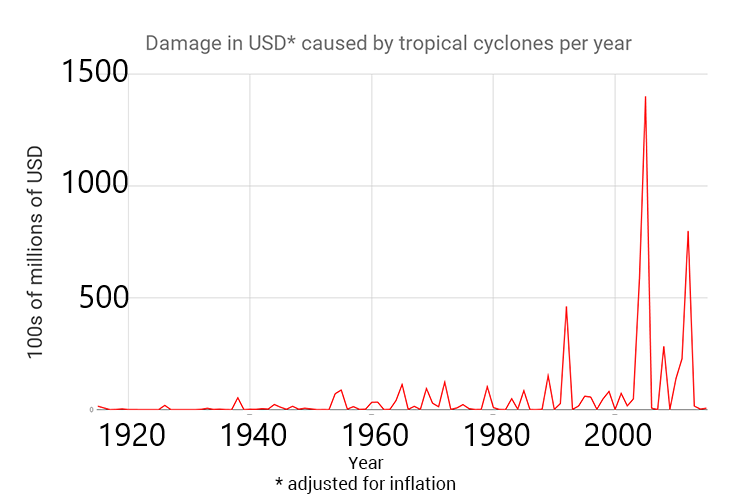 Damage in USD* caused by tropical cyclones per year
1500
1000
500
0
100s of millions of USD
1920 1940 1960 1980 2000
Year
* adjusted for inflation